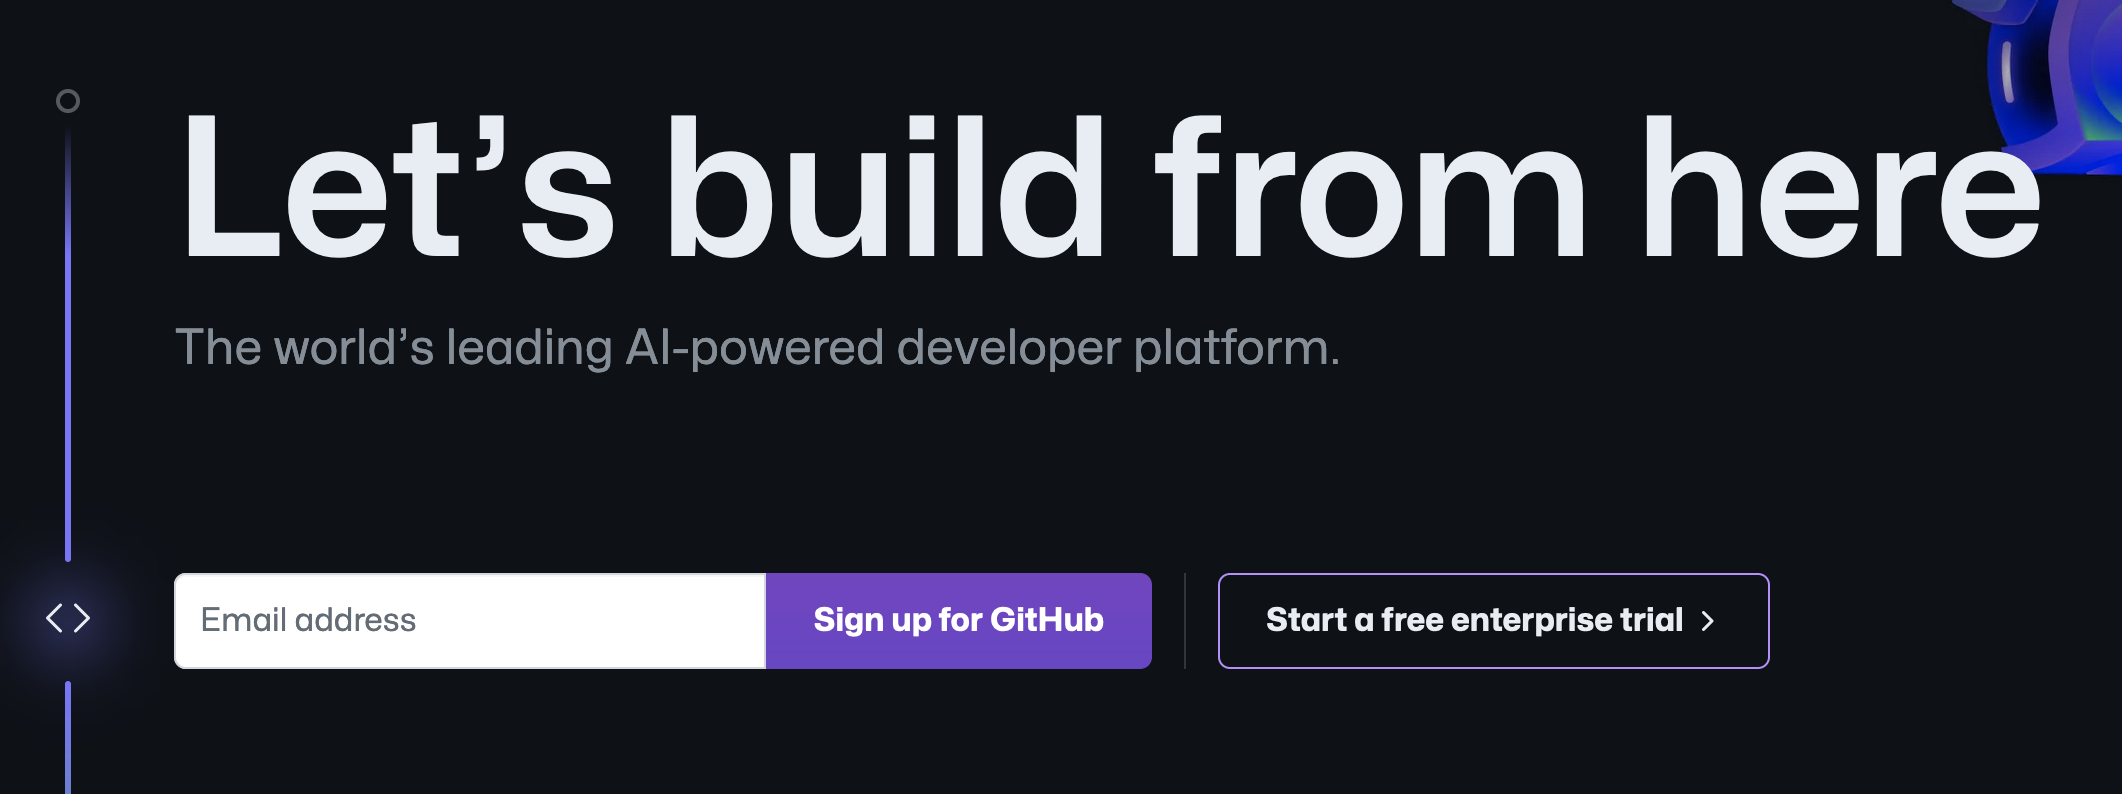 Let’s build from here
The world’s leading AI-powered developer platform.
Email address
Sign up for GitHub
Start a free enterprise trial